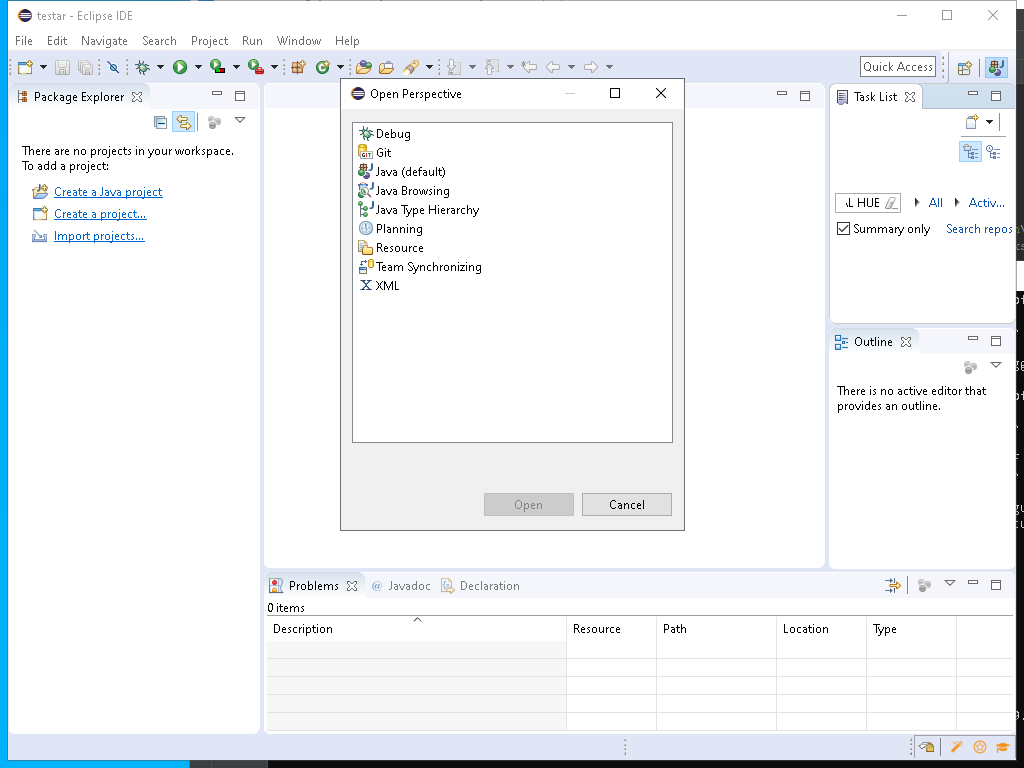 testar - Eclipse IDE
File Edit Navigate Search Project Run Window Help
Quick Access
Package Explorer
There are no projects in your workspace.
To add a project:
Create a Java project
Create a project...
Import projects...
Open Perspective
Debug
GIT Git
Java (default)
Java Browsing
Java Type Hierarchy
Planning
Resource
Team Synchronizing
X XML
Open Cancel
Task List
HUE All Activ...
Summary only Search repos
Outline
There is no active editor that
provides an outline.
Problems @ Javadoc Declaration
0 items
Description Resource Path Location Type